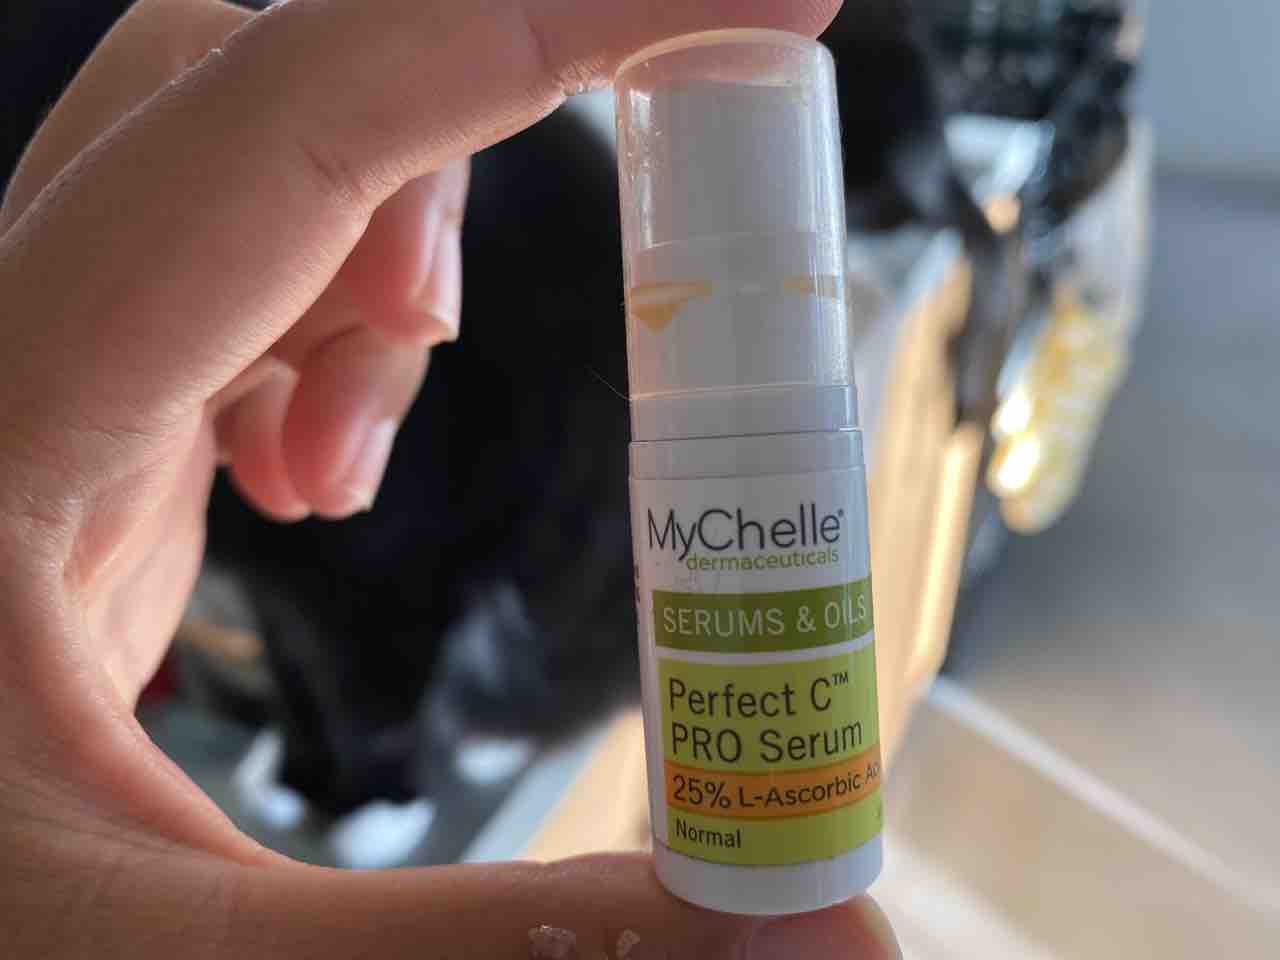 MyChelle®
dermaceuticals
SERUMS & OILS
Perfect C™
PRO Serum
25% L-Ascorbic
Normal